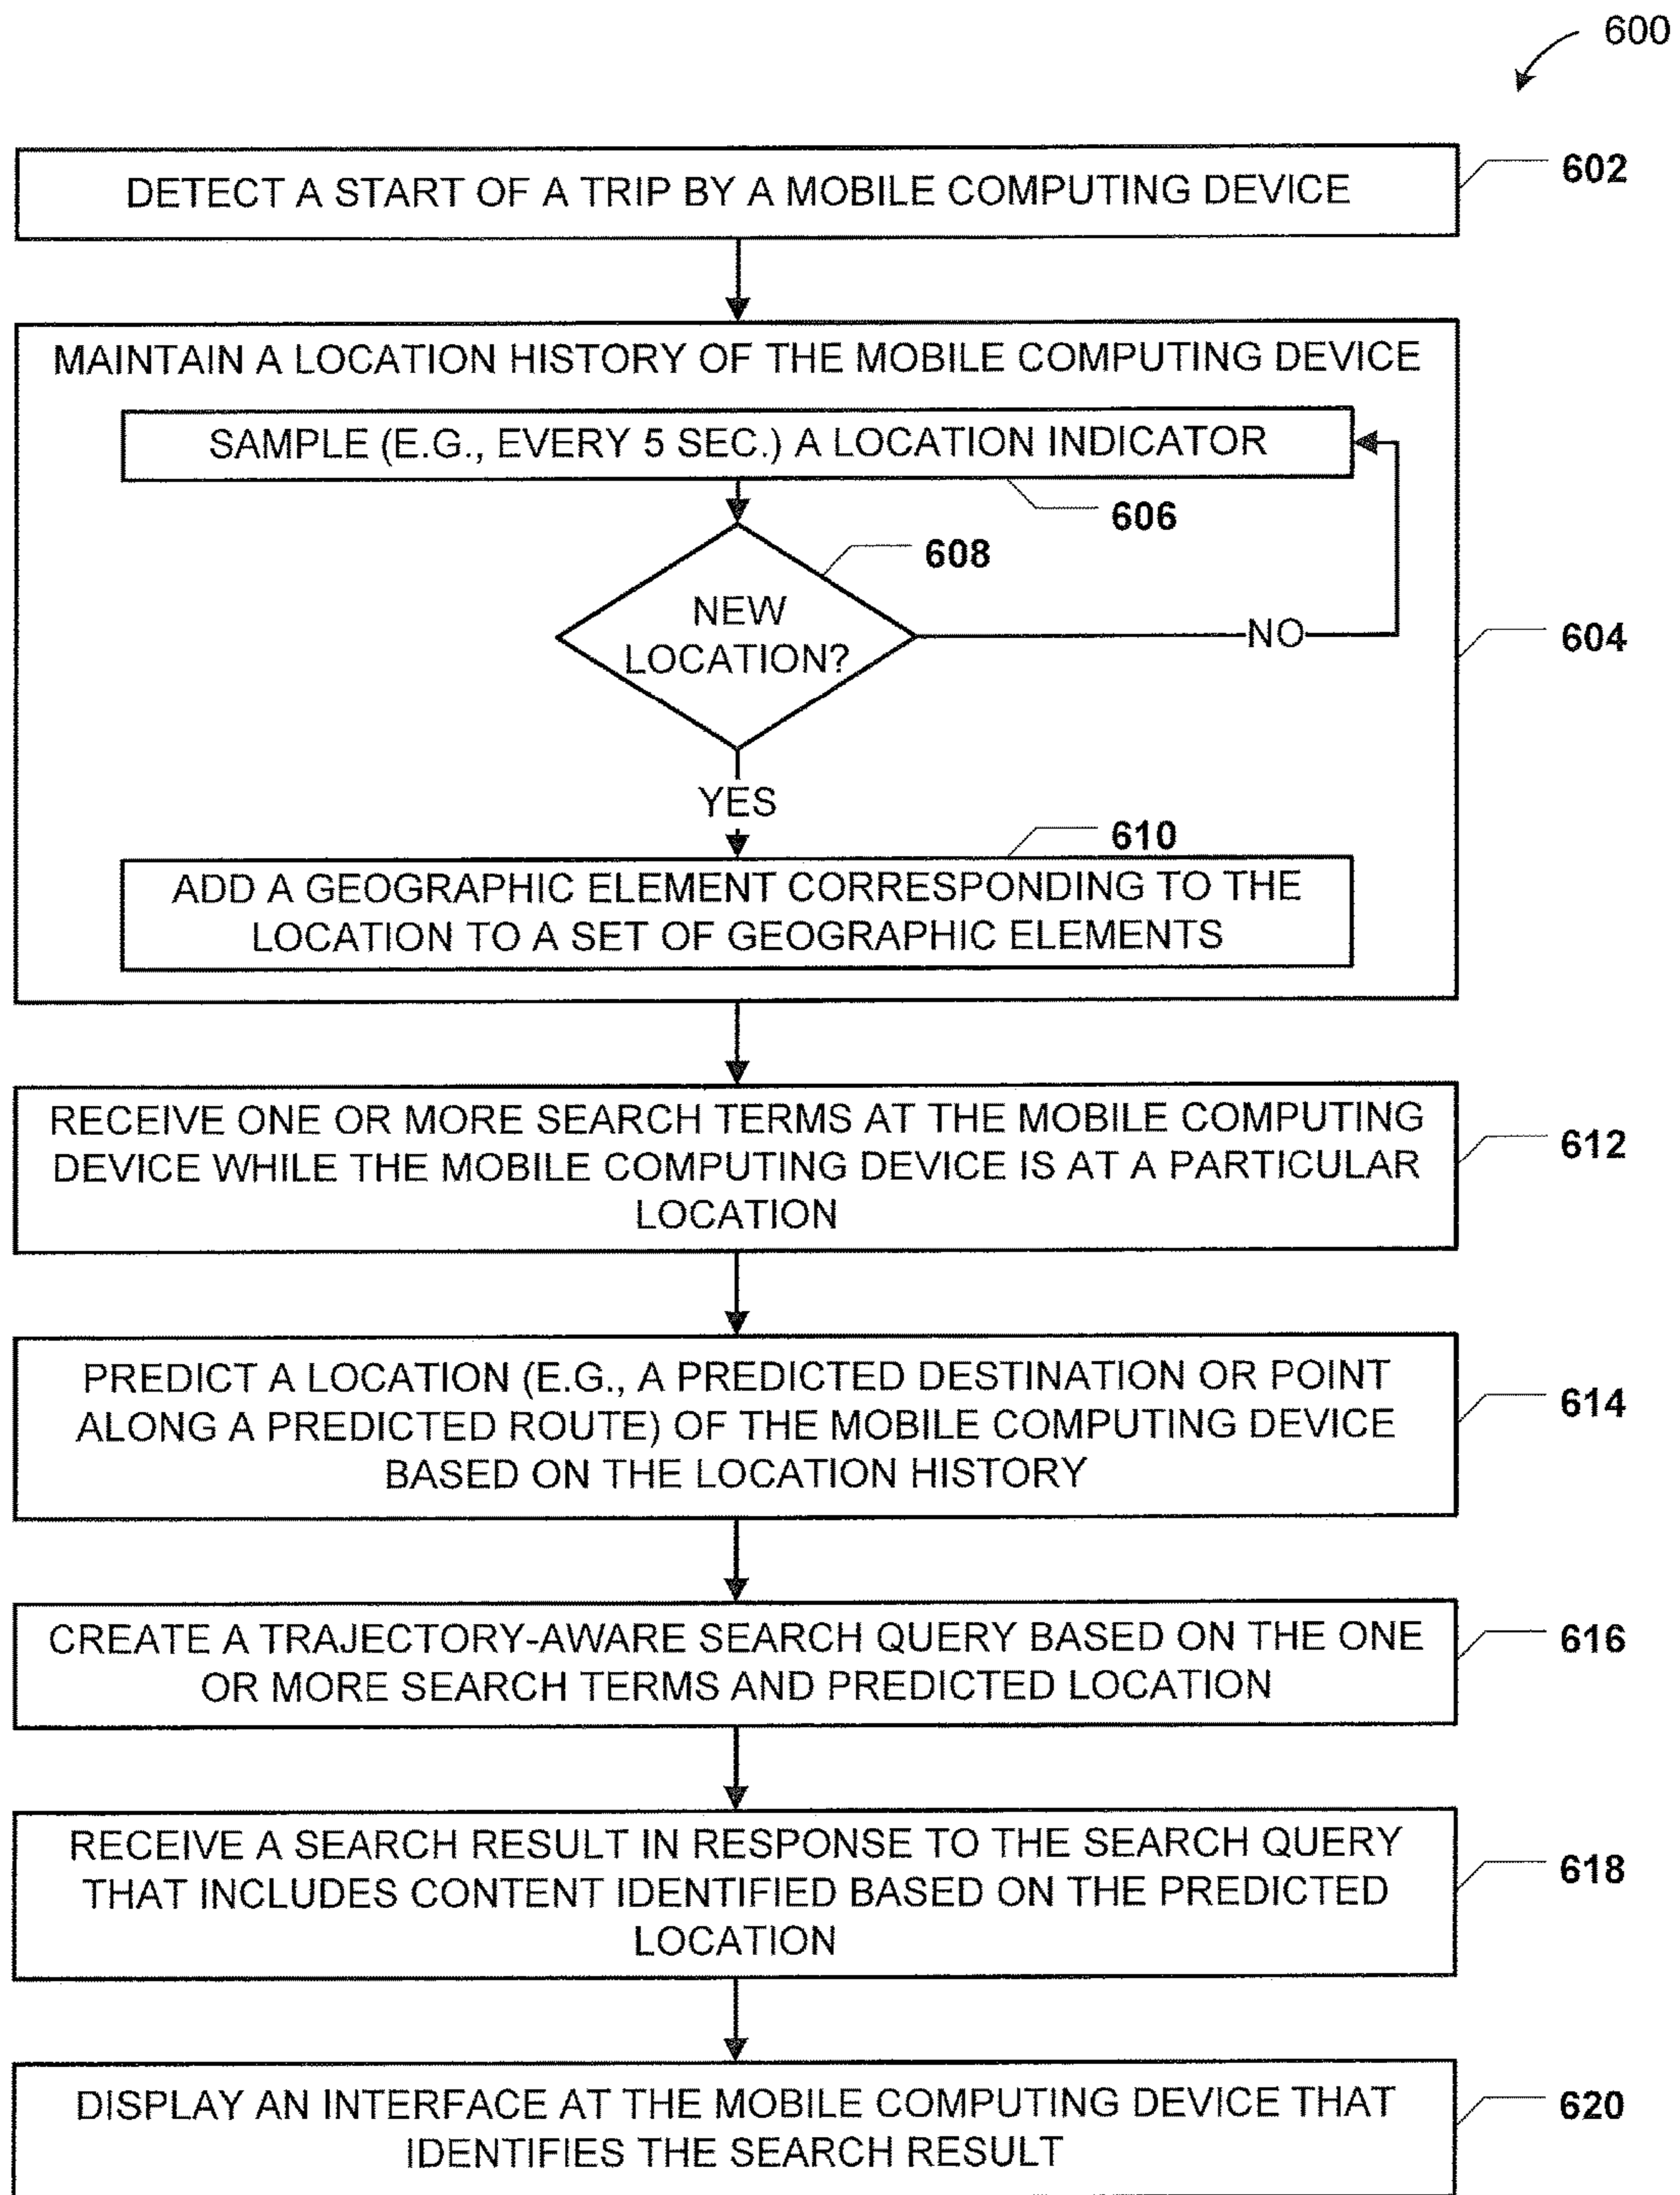 600
DETECT A START OF A TRIP BY A MOBILE COMPUTING DEVICE
602
MAINTAIN A LOCATION HISTORY OF THE MOBILE COMPUTING DEVICE
SAMPLE (E.G., EVERY 5 SEC.) A LOCATION INDICATOR
606
608
NEW
LOCATION?
NO
604
YES
610
ADD A GEOGRAPHIC ELEMENT CORRESPONDING TO THE
LOCATION TO A SET OF GEOGRAPHIC ELEMENTS
RECEIVE ONE OR MORE SEARCH TERMS AT THE MOBILE COMPUTING
DEVICE WHILE THE MOBILE COMPUTING DEVICE IS AT A PARTICULAR
LOCATION
612
PREDICT A LOCATION (E.G., A PREDICTED DESTINATION OR POINT
ALONG A PREDICTED ROUTE) OF THE MOBILE COMPUTING DEVICE
BASED ON THE LOCATION HISTORY
614
CREATE A TRAJECTORY-AWARE SEARCH QUERY BASED ON THE ONE
OR MORE SEARCH TERMS AND PREDICTED LOCATION
616
RECEIVE A SEARCH RESULT IN RESPONSE TO THE SEARCH QUERY
THAT INCLUDES CONTENT IDENTIFIED BASED ON THE PREDICTED
LOCATION
618
DISPLAY AN INTERFACE AT THE MOBILE COMPUTING DEVICE THAT
IDENTIFIES THE SEARCH RESULT
620